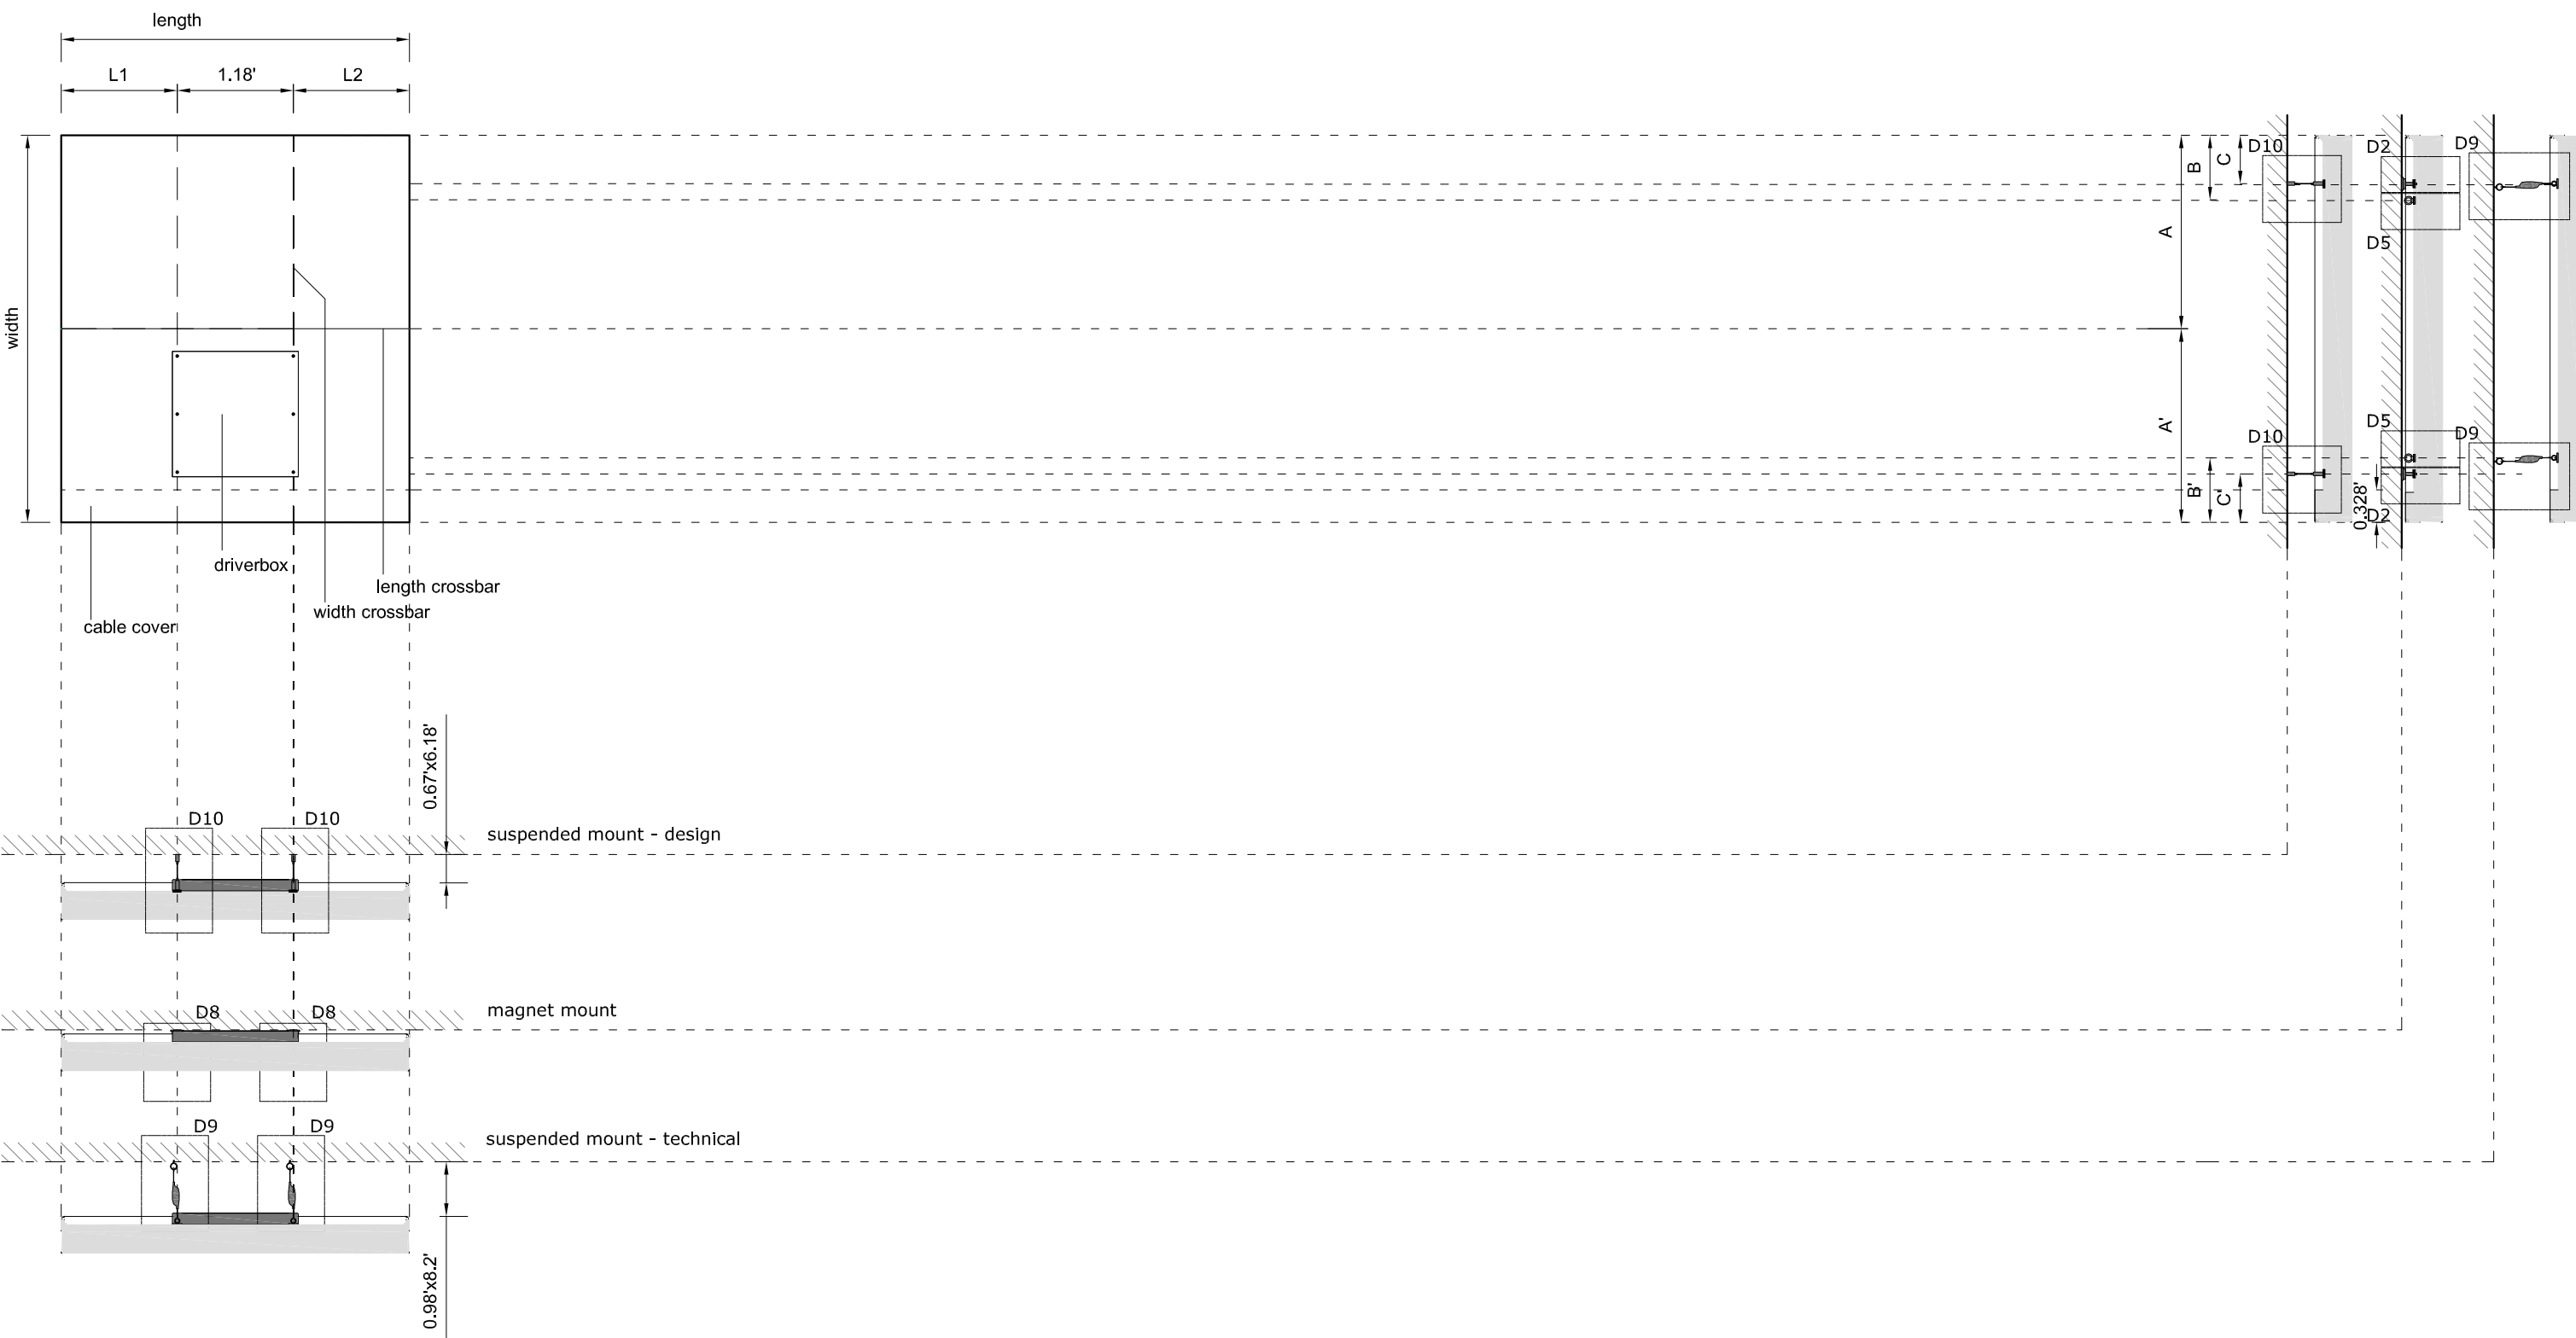 length
L1
1.18'
L2
width
A
B
C
A'
B'
C'
D10
D2
D9
D5
D10
D5
D9
0.328'
D2
driverbox
length crossbar
width crossbar
cable cover
0.67'x6.18'
D10
D10
suspended mount - design
D8
D8
magnet mount
D9
D9
suspended mount - technical
0.98'x8.2'